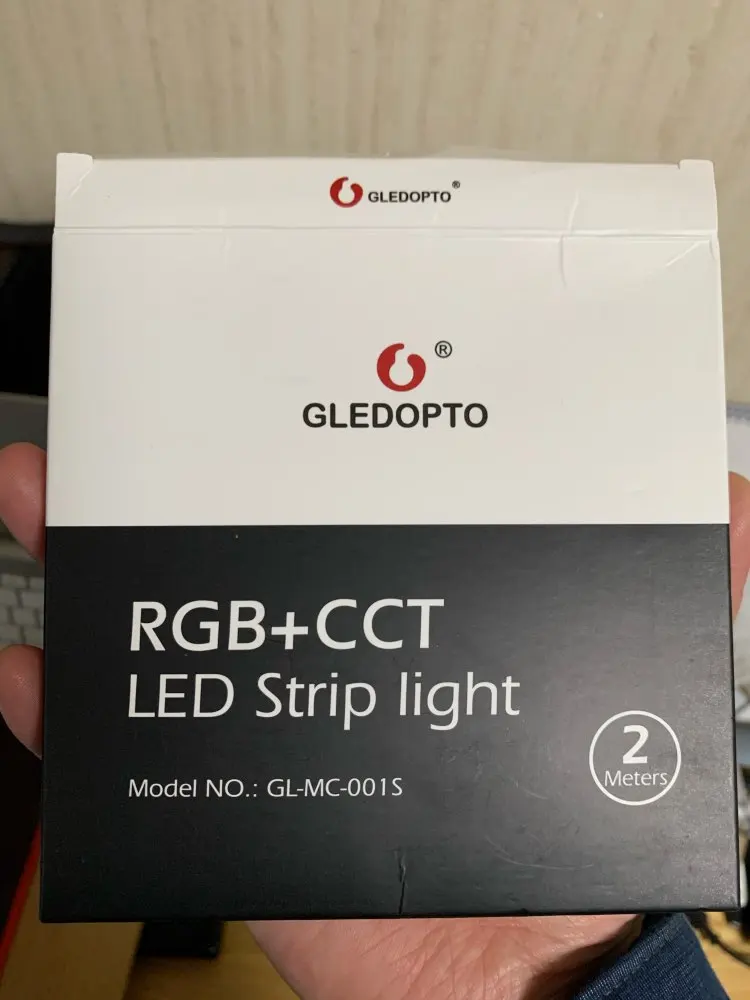 GLEDOPTO®
®
GLEDOPTO
RGB+CCT
LED Strip light
2
Meters
Model NO.: GL-MC-001S